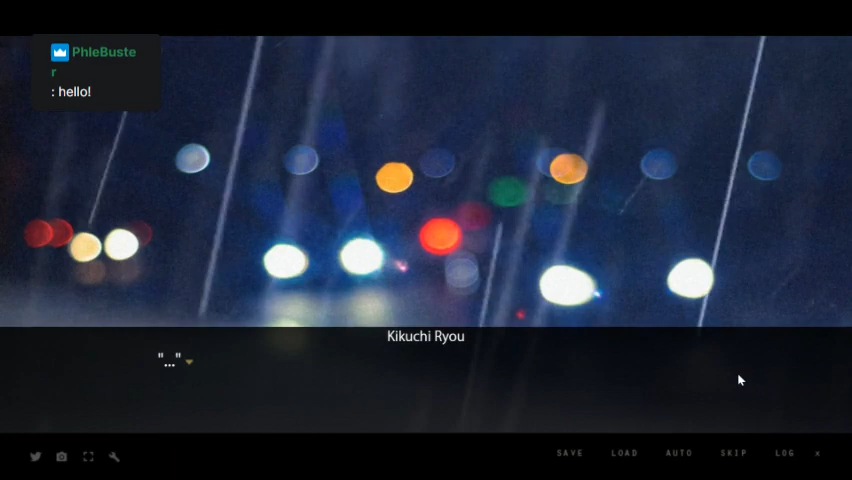 PhleBuste
r
: hello!
Kikuchi Ryou
"..."
SAVE LOAD AUTO SKIP LOG ×